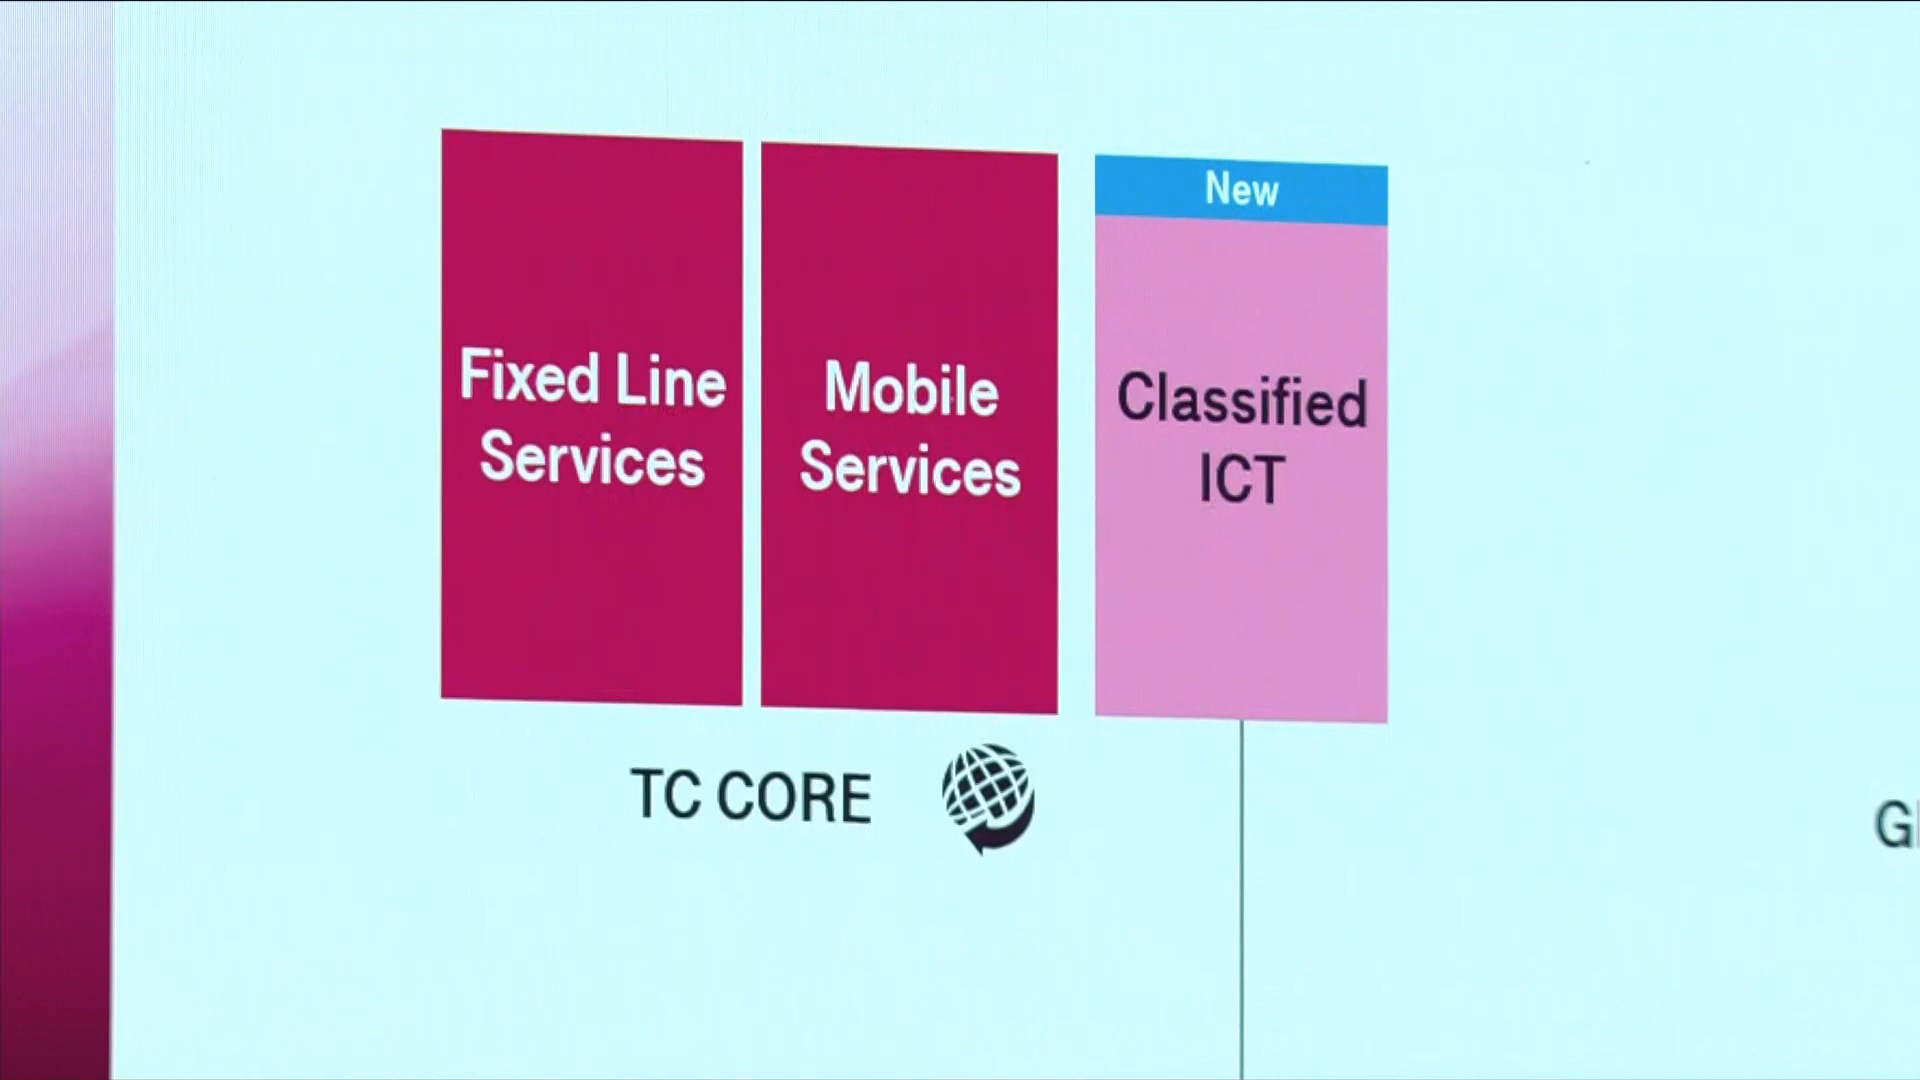 Fixed Line
Services
Mobile
Services
New
Classified
ICT
TC CORE